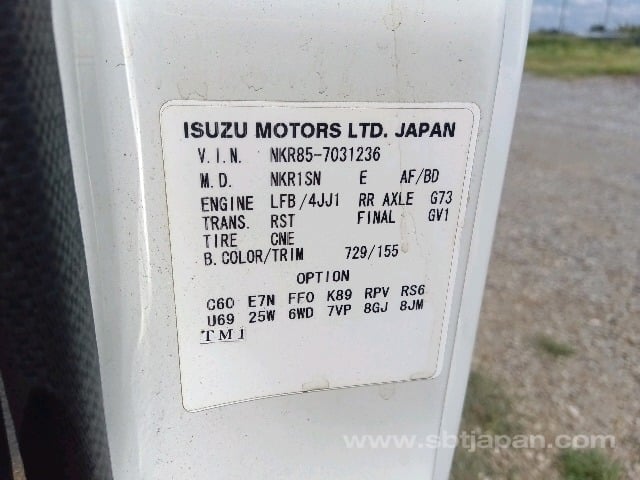 ISUZU MOTORS LTD. JAPAN
V.I.N. NKR85-7031236
M.D. NKR1SN E AF/BD
ENGINE LFB/4JJ1 RR AXLE G73
TRANS. RST FINAL GV1
TIRE CNE
B.COLOR/TRIM 729/155
OPTION
C60 E7N FF0 K89 RPV RS6
U69 25W 6WD 7VP 8GJ 8JM
TM1
www.sbtjapan.com